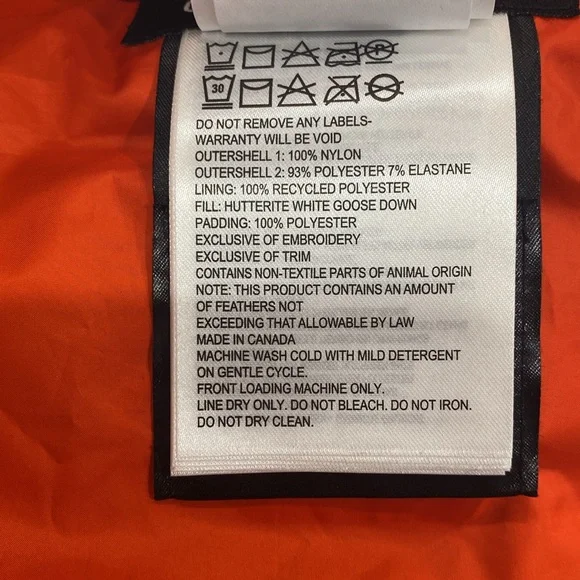 P
30
DO NOT REMOVE ANY LABELS-
WARRANTY WILL BE VOID
OUTERSHELL 1: 100% NYLON
OUTERSHELL 2: 93% POLYESTER 7% ELASTANE
LINING: 100% RECYCLED POLYESTER
FILL: HUTTERITE WHITE GOOSE DOWN
PADDING: 100% POLYESTER
EXCLUSIVE OF EMBROIDERY
EXCLUSIVE OF TRIM
CONTAINS NON-TEXTILE PARTS OF ANIMAL ORIGIN
NOTE: THIS PRODUCT CONTAINS AN AMOUNT
OF FEATHERS NOT
EXCEEDING THAT ALLOWABLE BY LAW
MADE IN CANADA
MACHINE WASH COLD WITH MILD DETERGENT
ON GENTLE CYCLE.
FRONT LOADING MACHINE ONLY.
LINE DRY ONLY. DO NOT BLEACH. DO NOT IRON.
DO NOT DRY CLEAN.